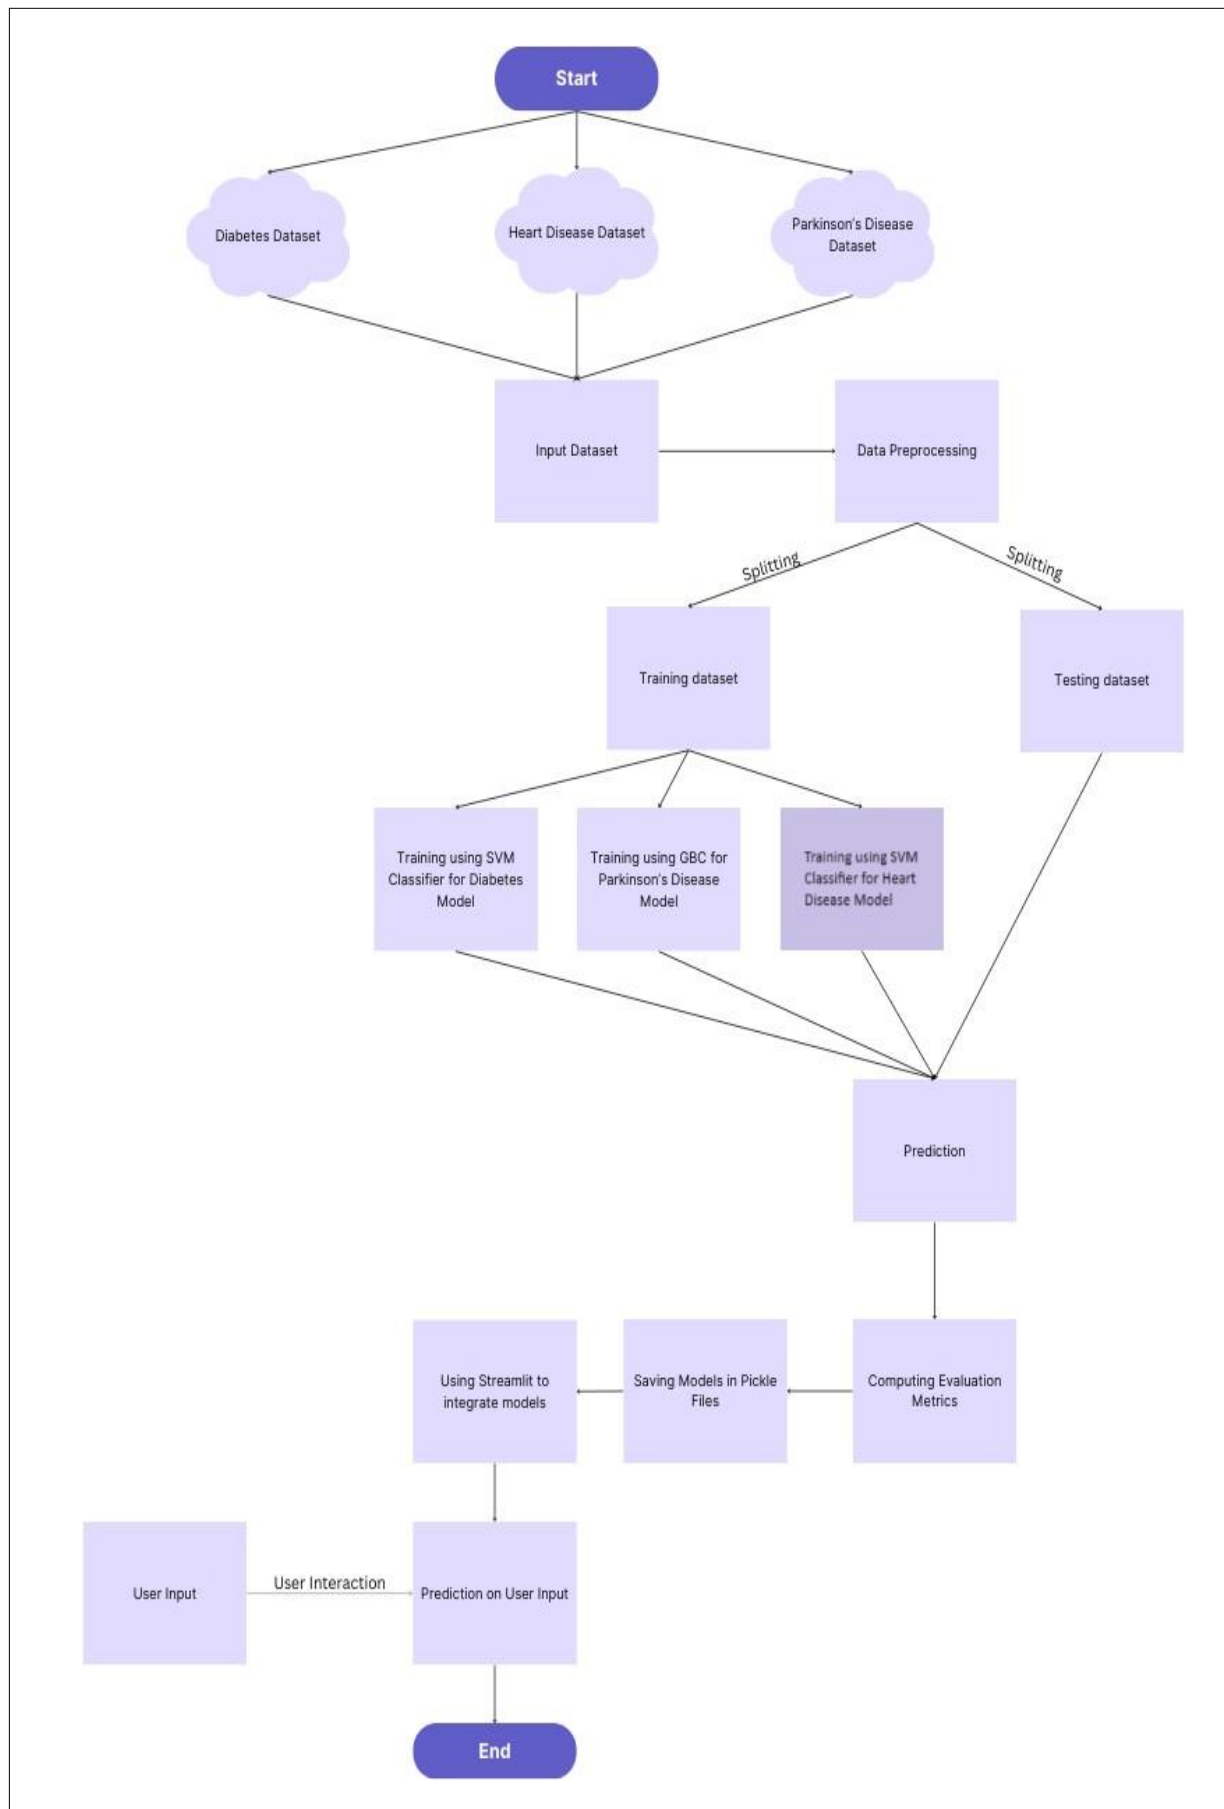 Start
Diabetes Dataset
Heart Disease Dataset
Parkinson's Disease
Dataset
Input Dataset
Data Preprocessing
Splitting
Splitting
Training dataset
Testing dataset
Training using SVM
Classifier for Diabetes
Model
Training using GBC for
Parkinson's Disease
Model
Training using SVM
Classifier for Heart
Disease Model
Prediction
Using Streamlit to
integrate models
Saving Models in Pickle
Files
Computing Evaluation
Metrics
User Input
User Interaction
Prediction on User Input
End